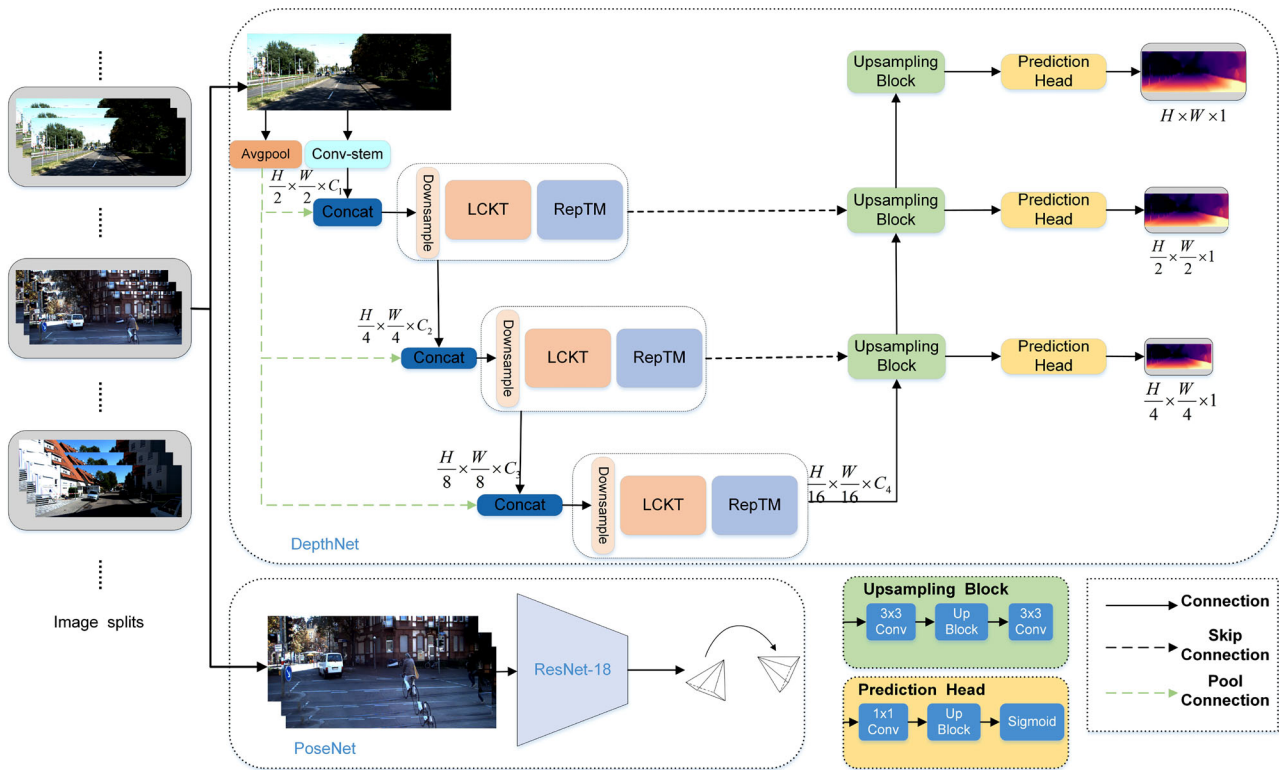 Avgpool
Conv-stem
H/2 × W/2 × C₁
Concat
Downsample
LCKT
RepTM
Upsampling
Block
Prediction
Head
H × W × 1
Upsampling
Block
Prediction
Head
H/2 × W/2 × 1
H/4 × W/4 × C₂
Concat
Downsample
LCKT
RepTM
Upsampling
Block
Prediction
Head
H/4 × W/4 × 1
H/8 × W/8 × C₃
Concat
Downsample
LCKT
RepTM
H/16 × W/16 × C₄
DepthNet
Image splits
ResNet-18
PoseNet
Upsampling Block
3x3
Conv
Up
Block
3x3
Conv
Prediction Head
1x1
Conv
Up
Block
Sigmoid
Connection
Skip
Connection
Pool
Connection